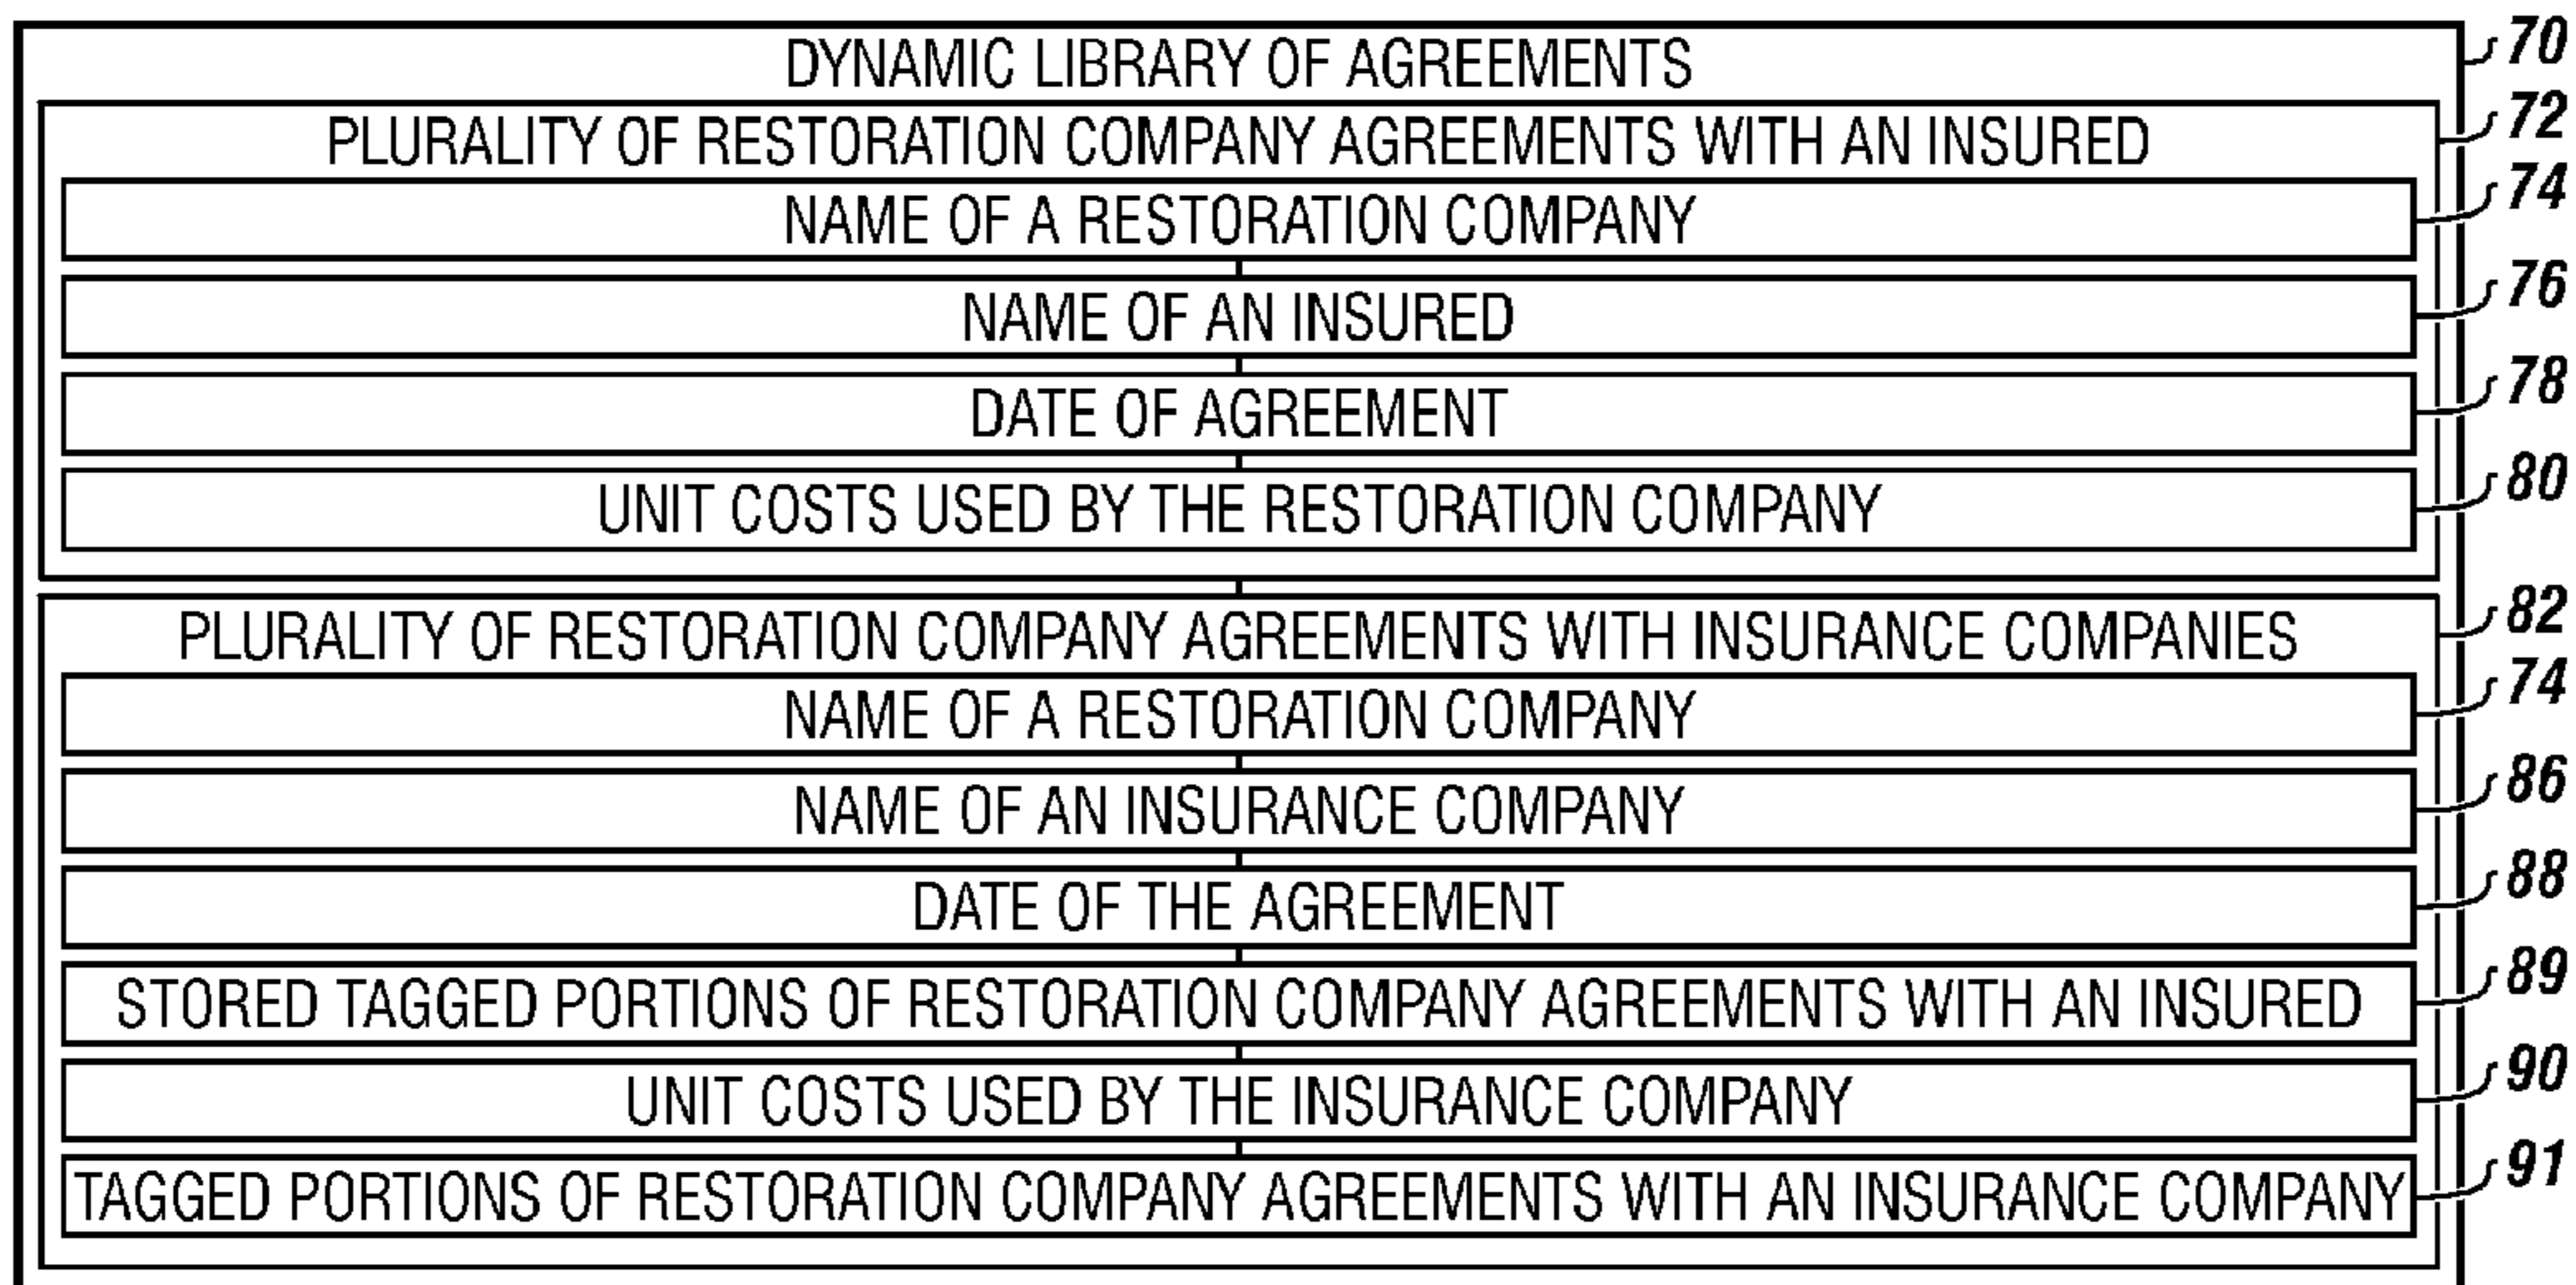 DYNAMIC LIBRARY OF AGREEMENTS 70
PLURALITY OF RESTORATION COMPANY AGREEMENTS WITH AN INSURED 72
NAME OF A RESTORATION COMPANY 74
NAME OF AN INSURED 76
DATE OF AGREEMENT 78
UNIT COSTS USED BY THE RESTORATION COMPANY 80
PLURALITY OF RESTORATION COMPANY AGREEMENTS WITH INSURANCE COMPANIES 82
NAME OF A RESTORATION COMPANY 74
NAME OF AN INSURANCE COMPANY 86
DATE OF THE AGREEMENT 88
STORED TAGGED PORTIONS OF RESTORATION COMPANY AGREEMENTS WITH AN INSURED 89
UNIT COSTS USED BY THE INSURANCE COMPANY 90
TAGGED PORTIONS OF RESTORATION COMPANY AGREEMENTS WITH AN INSURANCE COMPANY 91